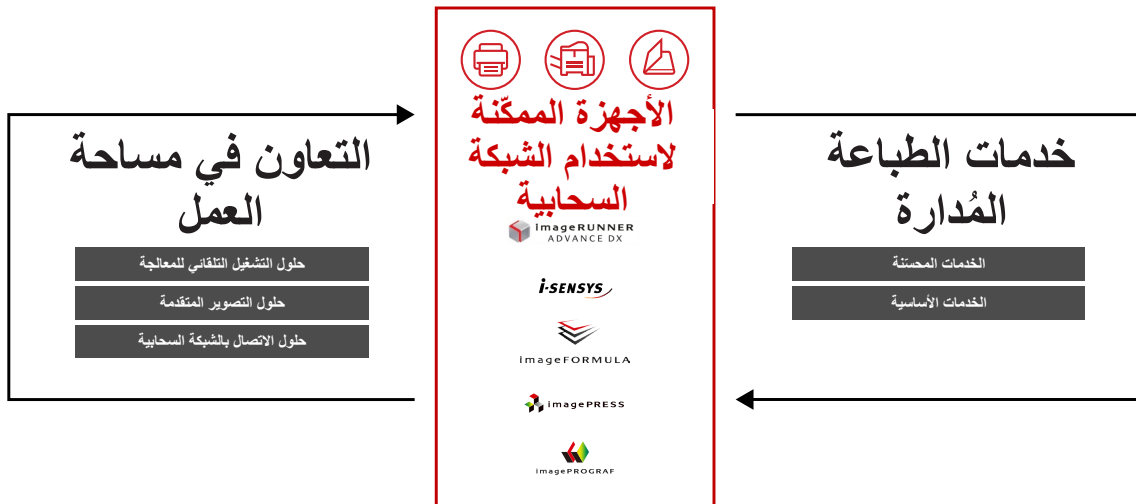 خدمات الطباعة
المُدارة
الخدمات المحسّنة
الخدمات الأساسية
الأجهزة الممكّنة
لاستخدام الشبكة
السحابية
imageRUNNER
ADVANCE DX
i-SENSYS
imageFORMULA
imagePRESS
imagePROGRAF
التعاون في مساحة
العمل
حلول التشغيل التلقائي للمعالجة
حلول التصوير المتقدمة
حلول الاتصال بالشبكة السحابية